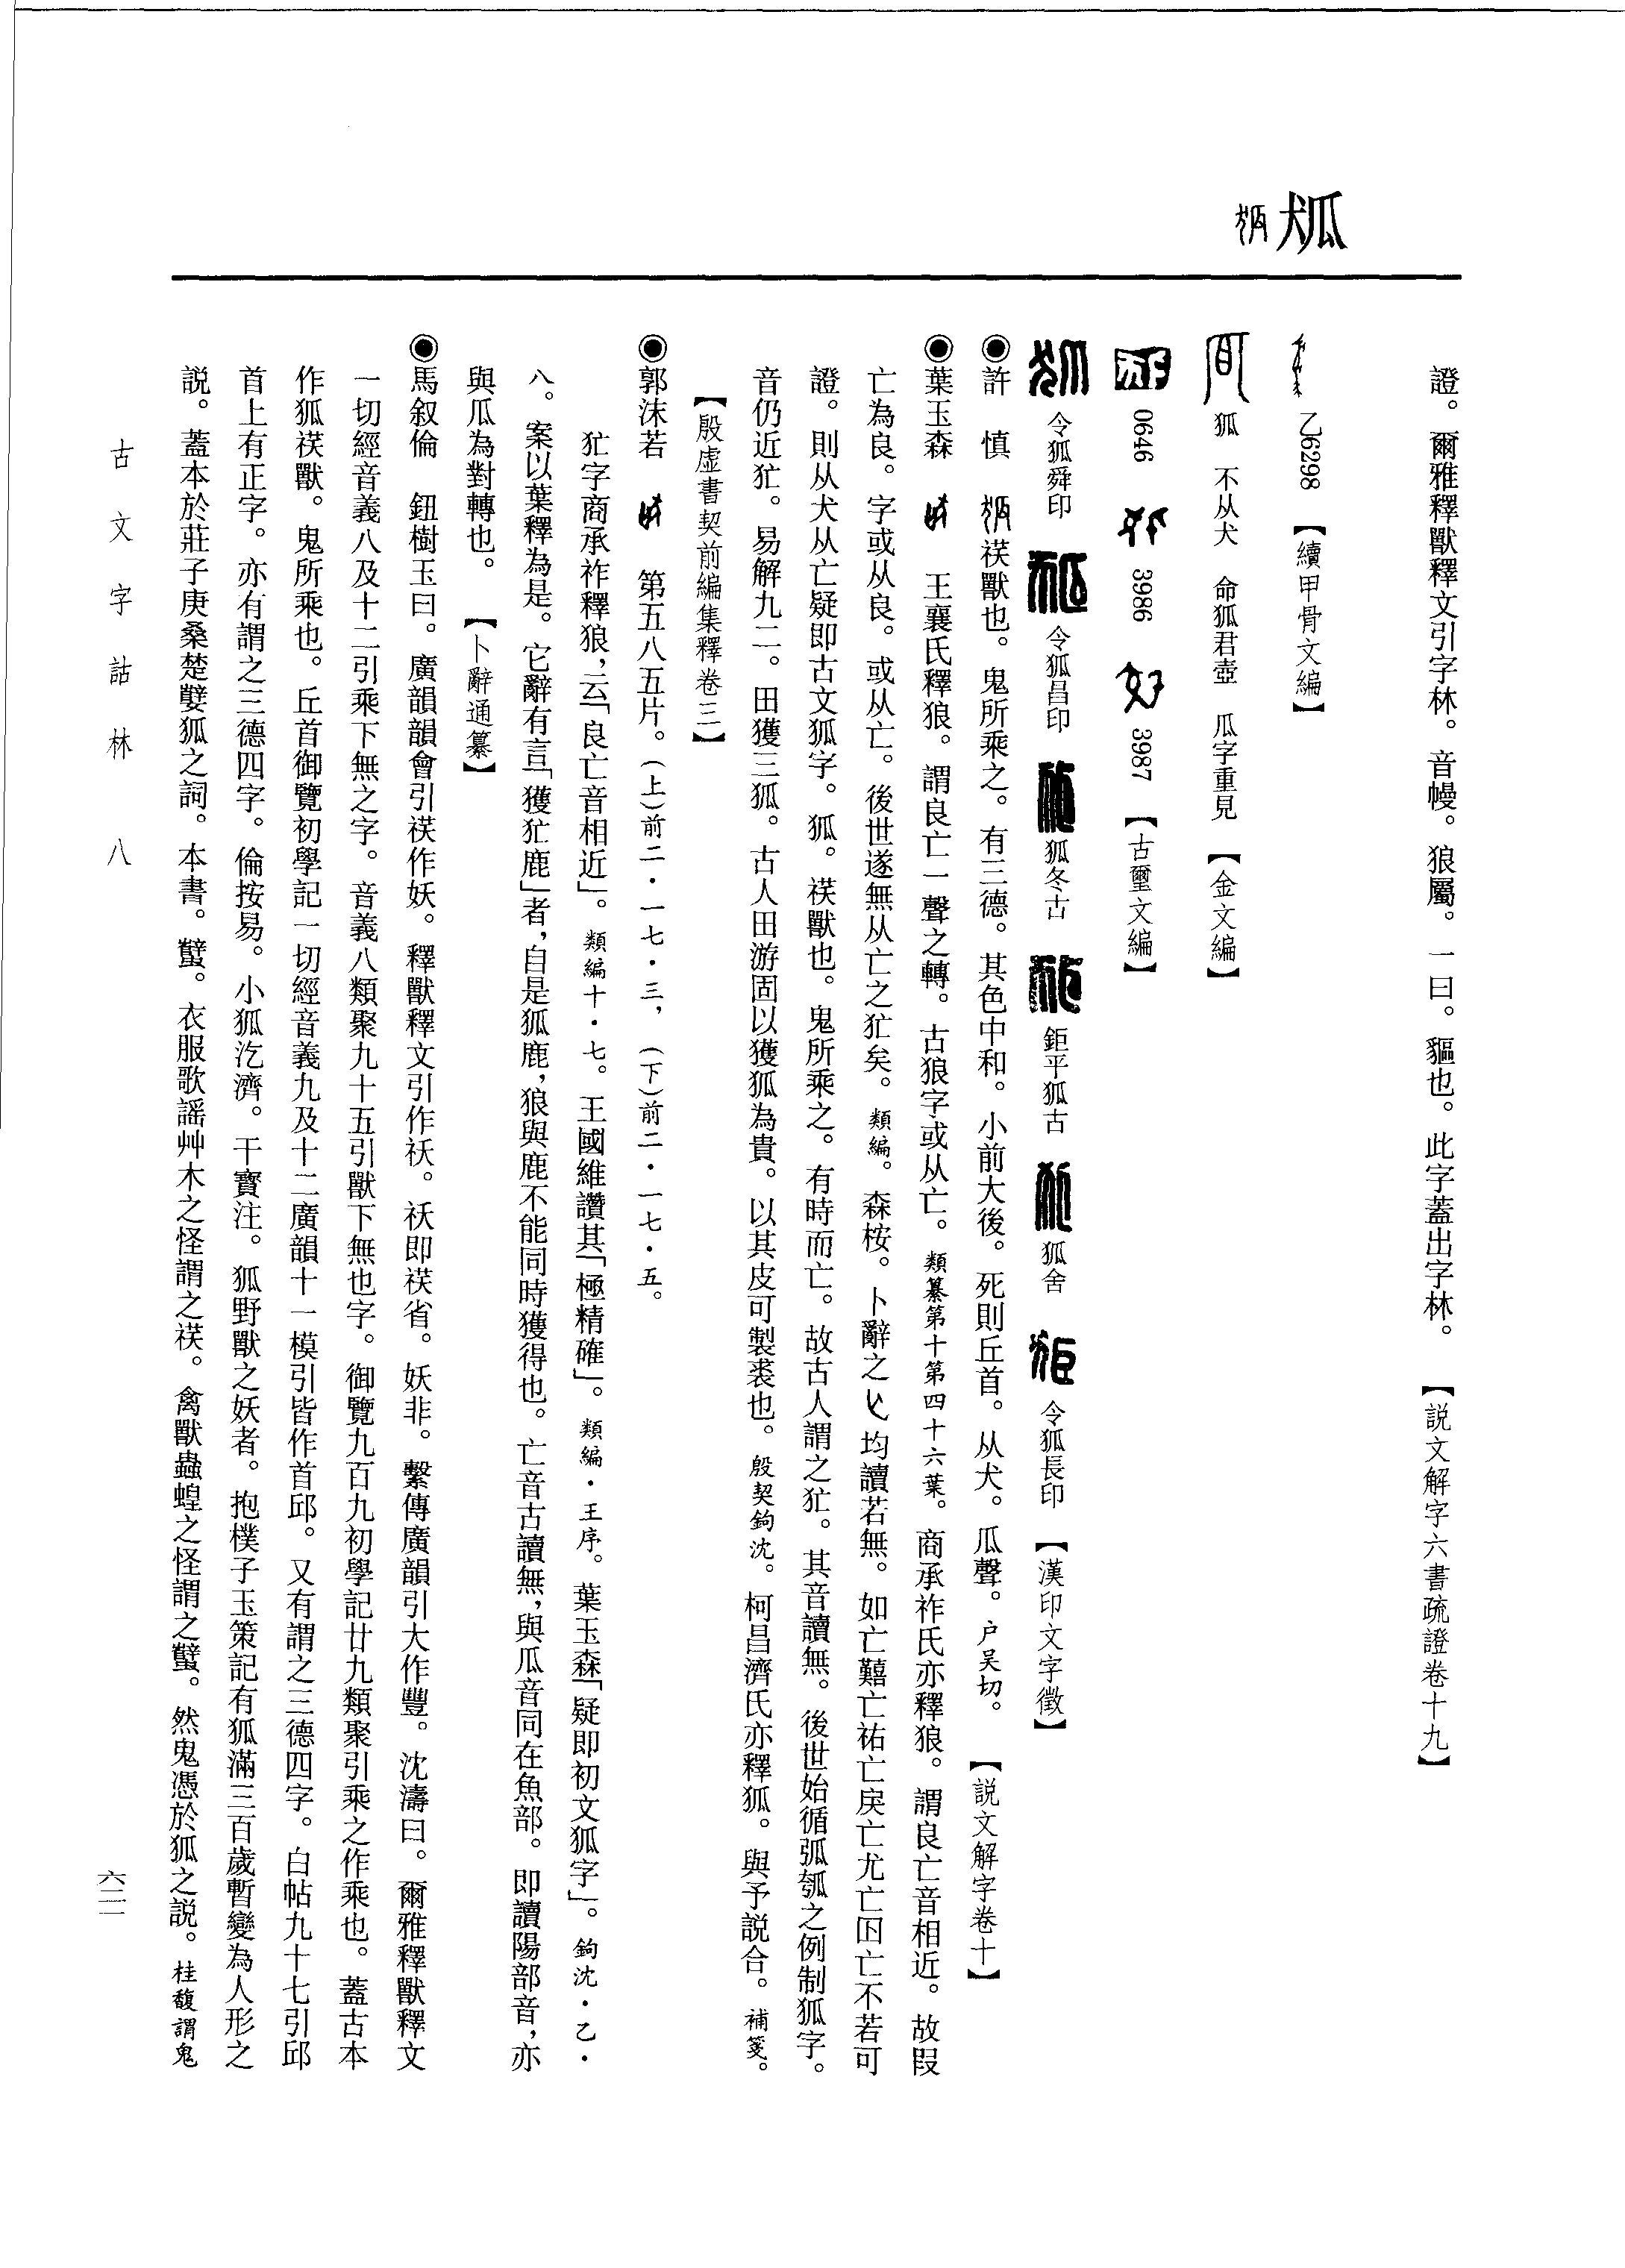 狐
證。爾雅釋獸釋文引字林。音幔。狼屬。一曰。貙也。此字蓋出字林。【説文解字六書疏證卷十九】
乙6298【續甲骨文編】
狐 不从犬 命狐君壺 瓜字重見【金文編】
0646 3986 3987【古璽文編】
令狐舜印 令狐昌印 狐冬古 鉅平狐古 狐舍 令狐長印【漢印文字徵】
◉許 慎 䄏獸也。鬼所乘之。有三德。其色中和。小前大後。死則丘首。从犬。瓜聲。户吴切。【説文解字卷十】
◉葉玉森 王襄氏釋狼。謂良亡一聲之轉。古狼字或从亡。類纂第十第四十六葉。商承祚氏亦釋狼。謂良亡音相近。故叚
亡為良。字或从良。或从亡。後世遂無从亡之犺矣。類編。森桉。卜辭之 均讀若無。如亡囏亡祐亡戾亡尤亡囚亡不若可
證。則从犬从亡疑即古文狐字。狐。䄏獸也。鬼所乘之。有時而亡。故古人謂之㹤。其音讀無。後世始循弧瓠之例制狐字。
音仍近㹤。易解九二。田獲三狐。古人田游固以獲狐為貴。以其皮可製裘也。殷契鉤沈。柯昌濟氏亦釋狐。與予説合。補箋。
【殷虚書契前編集釋卷三】
◉郭沫若 第五八五片。（上）前二・一七・三，（下）前二・一七・五。
㹤字商承祚釋狼，云「良亡音相近」。類編十・七。王國維讚其「極精確」。類編・王序。葉玉森「疑即初文狐字」。鉤沈・乙・
八。案以葉釋為是。它辭有言「獲㹤鹿」者，自是狐鹿，狼與鹿不能同時獲得也。亡音古讀無，與瓜音同在魚部。即讀陽部音，亦
與瓜為對轉也。【卜辭通纂】
◉馬叙倫 鈕樹玉曰。廣韻韻會引䄏作妖。釋獸釋文引作祅。祅即䄏省。妖非。繫傳廣韻引大作豐。沈濤曰。爾雅釋獸釋文
一切經音義八及十二引乘下無之字。音義八類聚九十五引獸下無也字。御覽九百九初學記廿九類聚引乘之作乘也。蓋古本
作狐䄏獸。鬼所乘也。丘首御覽初學記一切經音義九及十二廣韻十一模引皆作首邱。又有謂之三德四字。白帖九十七引邱
首上有正字。亦有謂之三德四字。倫按易。小狐汔濟。干寶注。狐野獸之妖者。抱樸子玉策記有狐滿三百歲暫變為人形之
説。蓋本於莊子庚桑楚孼狐之詞。本書。蠥。衣服歌謡艸木之怪謂之䄏。禽獸蟲蝗之怪謂之蠥。然鬼憑於狐之説。桂馥謂鬼
古文字詁林 八
六三二